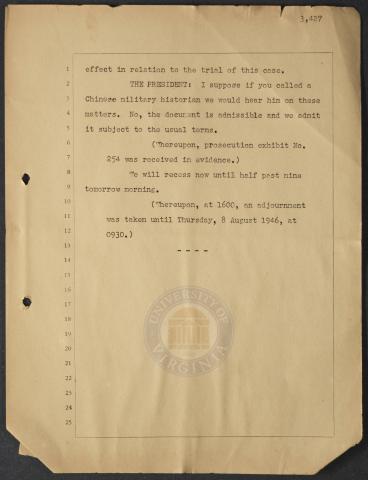 3,427
1 effect in relation to the trial of this case.
2 THE PRESIDENT: I suppose if you called a
3 Chinese military historian we would hear him on these
4 matters. No, the document is admissible and we admit
5 it subject to the usual terms.
6 (Whereupon, prosecution exhibit No.
7 254 was received in evidence.)
8 We will recess now until half past nine
9 tomorrow morning.
10 (Whereupon, at 1600, an adjournment
11 was taken until Thursday, 8 August 1946, at
12 0930.)
13 - - - -
14
15
16
17
18
19
20
21
22
23
24
25
UNIVERSITY OF VIRGINIA